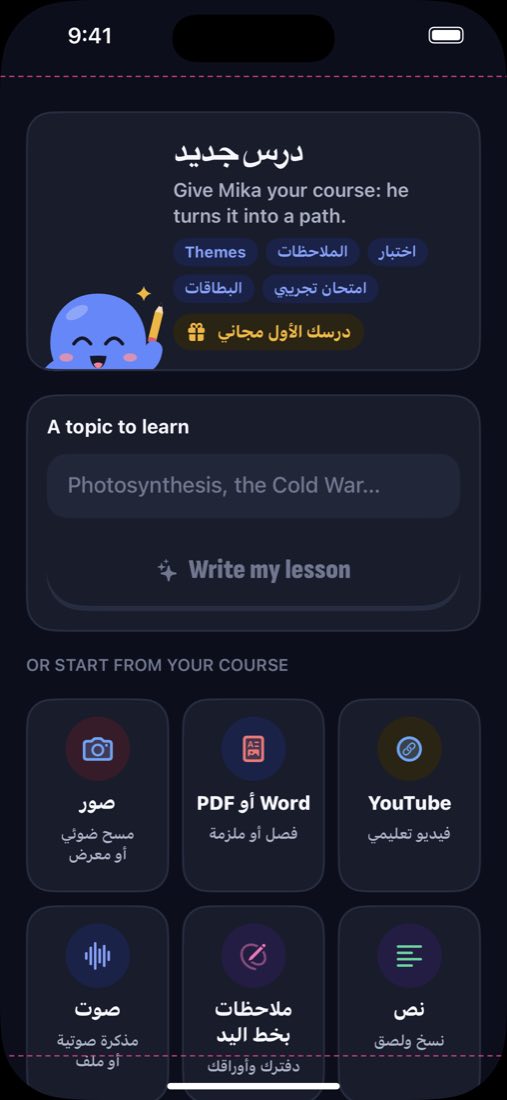 9:41
درس جديد
Give Mika your course: he
turns it into a path.
Themes
الملاحظات
اختبار
البطاقات
امتحان تجريبي
درسك الأول مجاني
A topic to learn
Photosynthesis, the Cold War...
Write my lesson
OR START FROM YOUR COURSE
صور
مسح ضوئي
أو معرض
PDF أو Word
فصل أو ملزمة
YouTube
فيديو تعليمي
صوت
مذكرة صوتية
أو ملف
ملاحظات
بخط اليد
دفترك وأوراقك
نص
نسخ ولصق